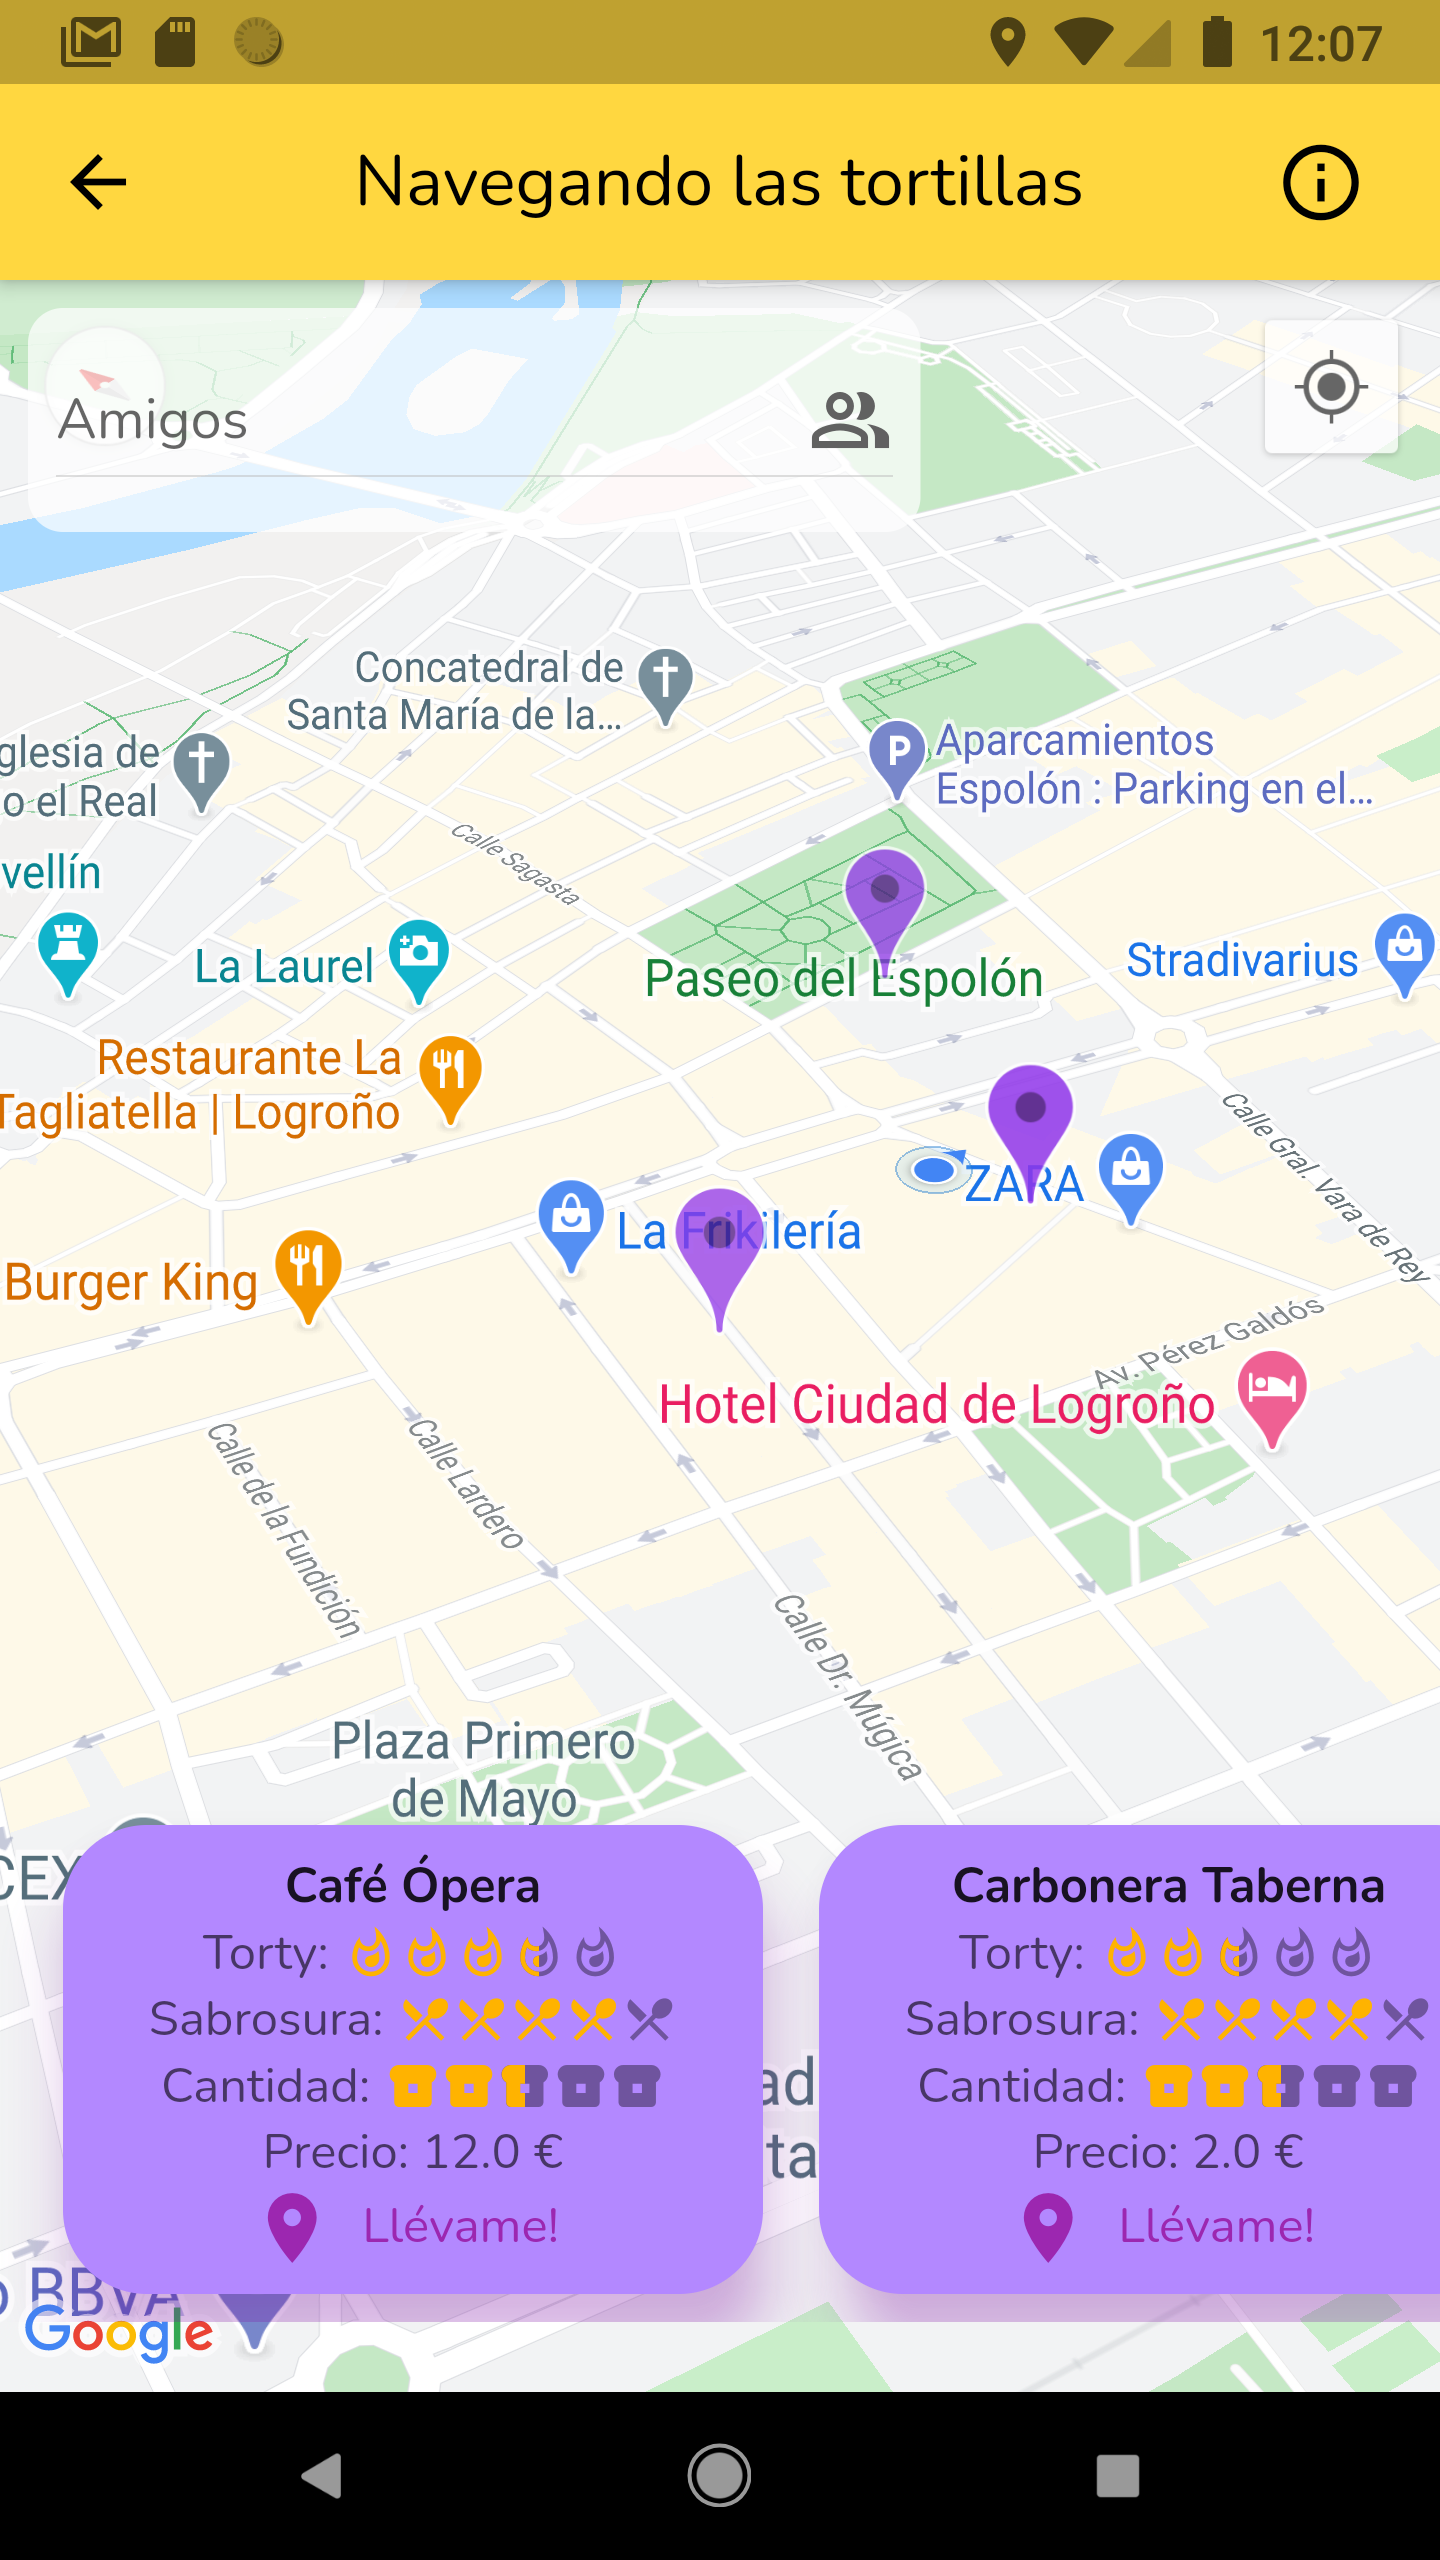 12:07
Navegando las tortillas
Amigos
Concatedral de
Santa María de la...
glesia de
o el Real
Aparcamientos
Espolón : Parking en el...
Calle Sagasta
vellín
La Laurel
Paseo del Espolón
Stradivarius
Restaurante La
Tagliatella | Logroño
Calle Gral. Vara de Rey
ZARA
La Frikilería
Burger King
Av. Pérez Galdós
Hotel Ciudad de Logroño
Calle de la Fundición
Calle Lardero
Calle Dr. Múgica
Plaza Primero
de Mayo
CEX
Café Ópera
Torty:
Sabrosura:
Cantidad:
Precio: 12.0 €
Llévame!
Carbonera Taberna
Torty:
Sabrosura:
Cantidad:
Precio: 2.0 €
Llévame!
ad
ta
o BBVA
Google